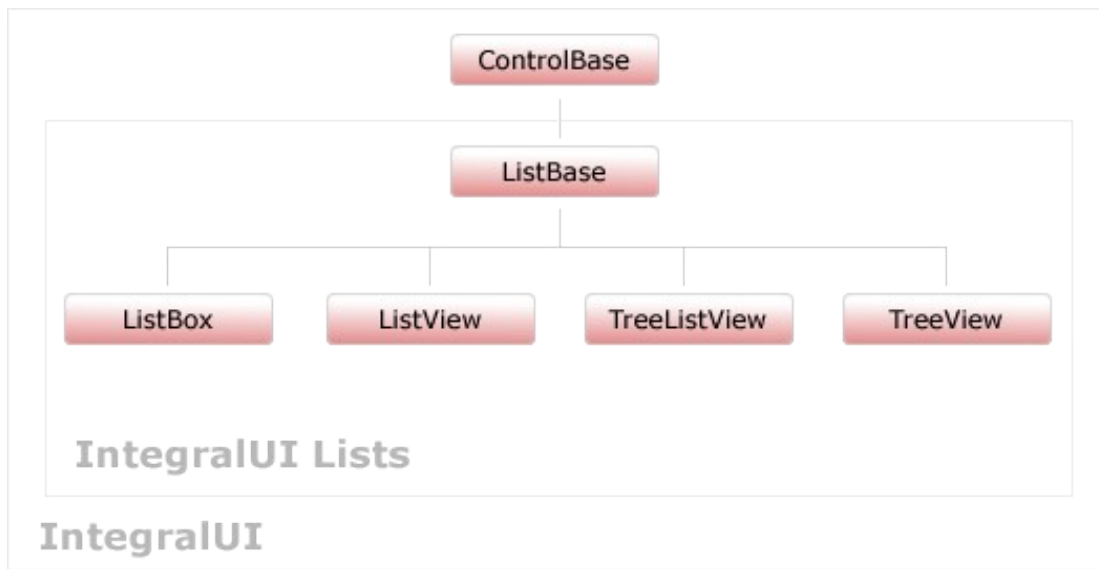 ControlBase
ListBase
ListBox
ListView
TreeListView
TreeView
IntegralUI Lists
IntegralUI